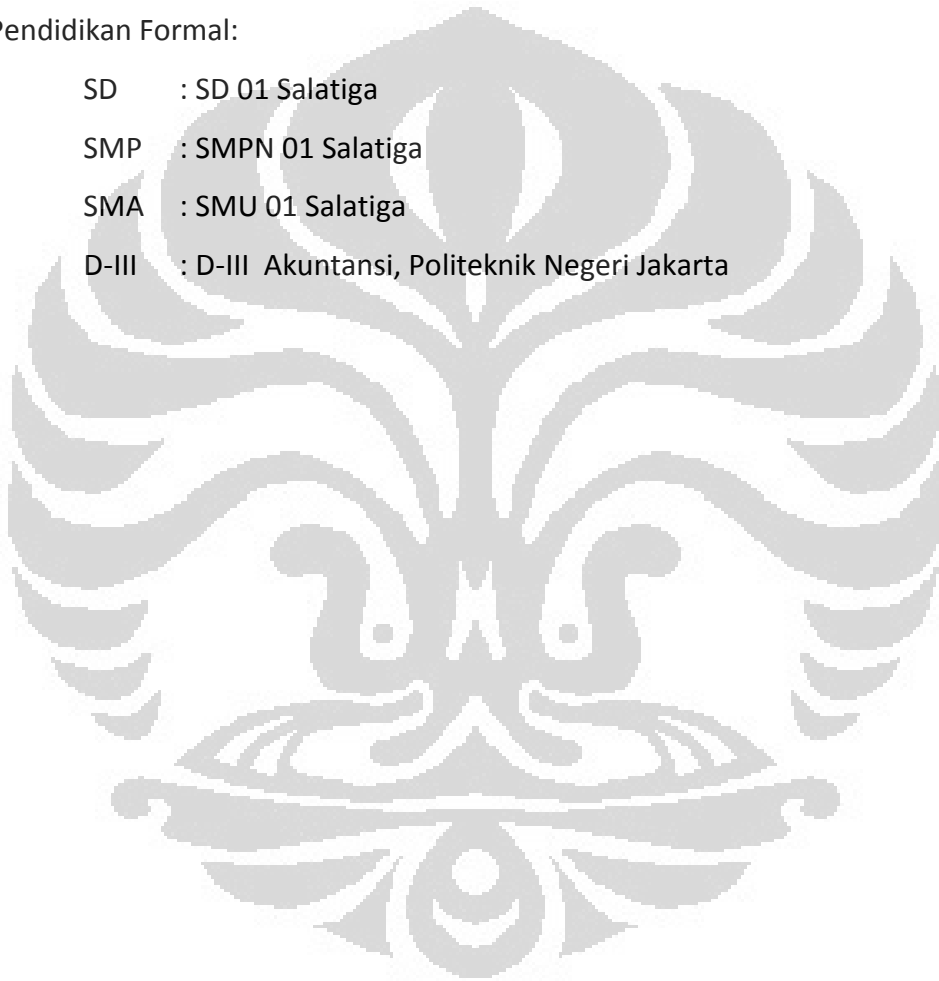 Pendidikan Formal:
SD : SD 01 Salatiga
SMP : SMPN 01 Salatiga
SMA : SMU 01 Salatiga
D-III : D-III Akuntansi, Politeknik Negeri Jakarta